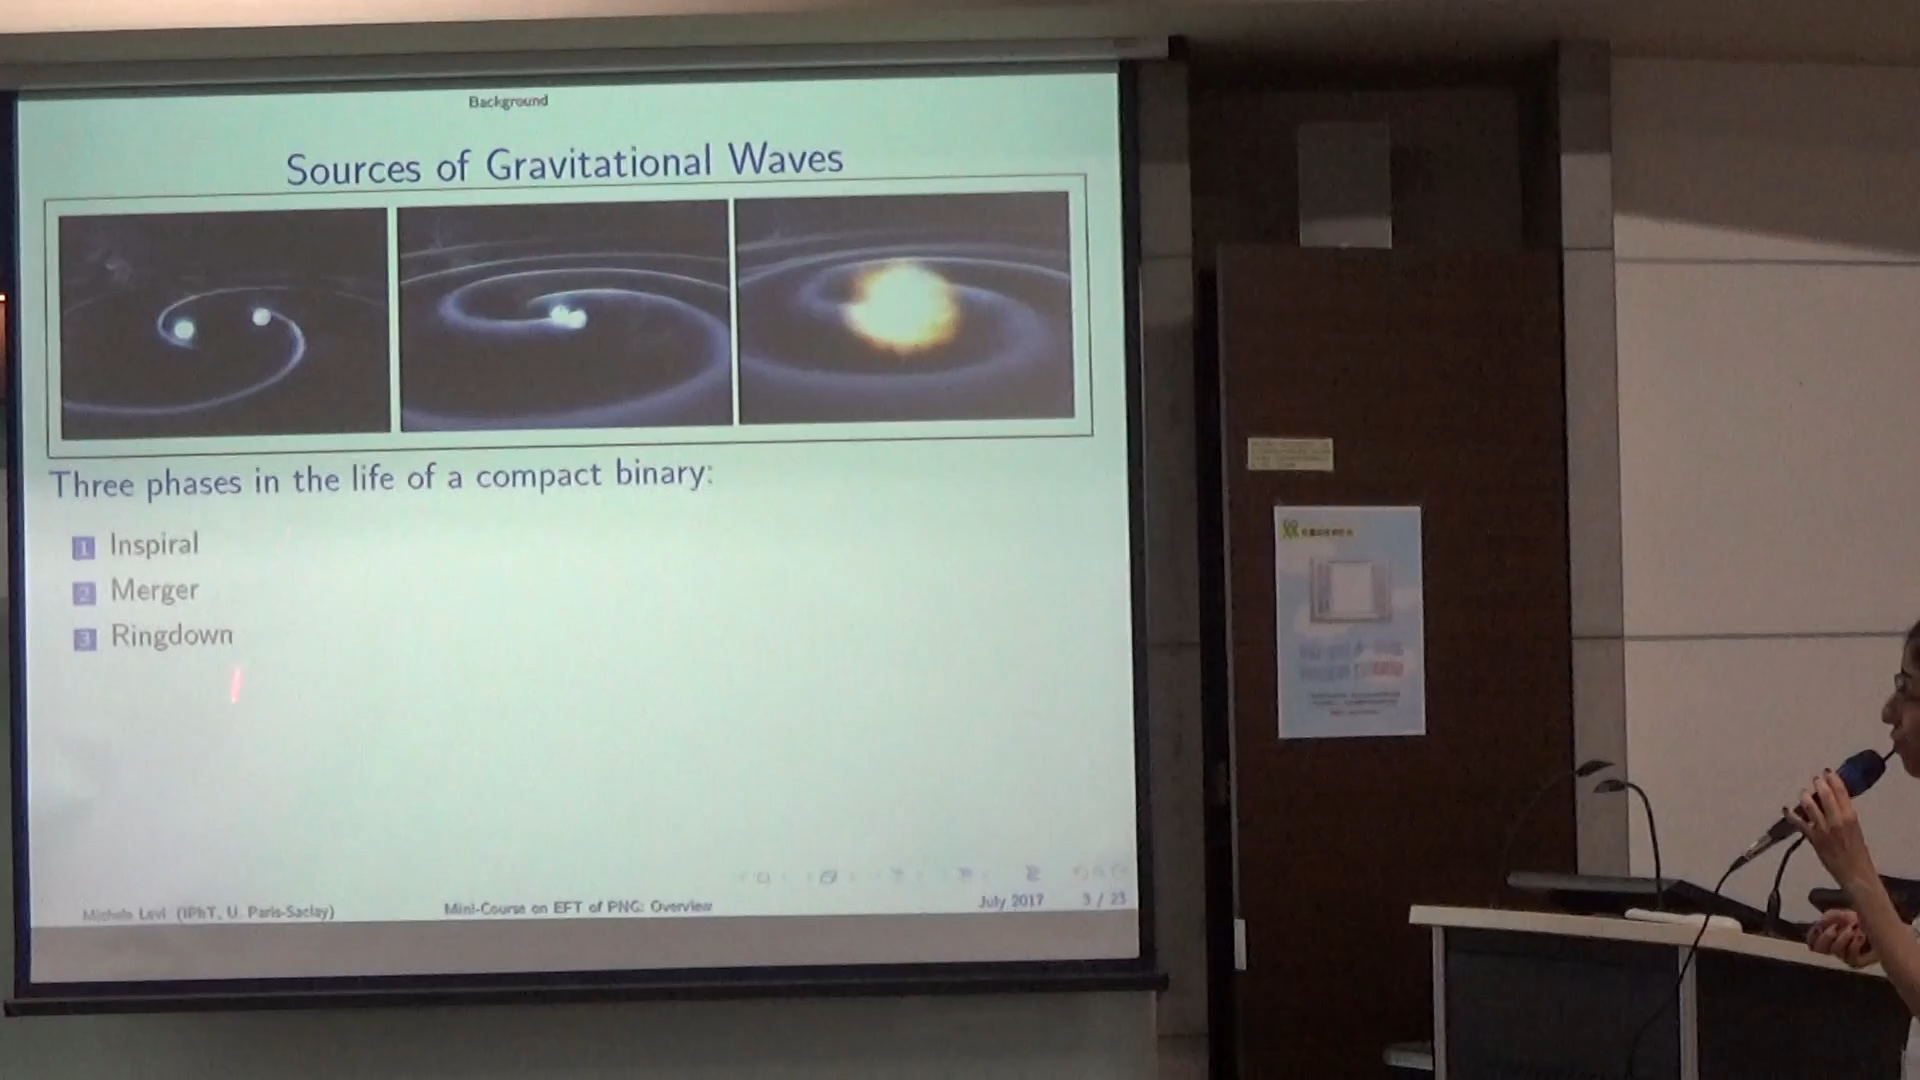 Background
Sources of Gravitational Waves
Three phases in the life of a compact binary:
1 Inspiral
2 Merger
3 Ringdown
Michele Levi (IPhT, U. Paris-Saclay)
Mini-Course on EFT of PNG: Overview
July 2017
3 / 23